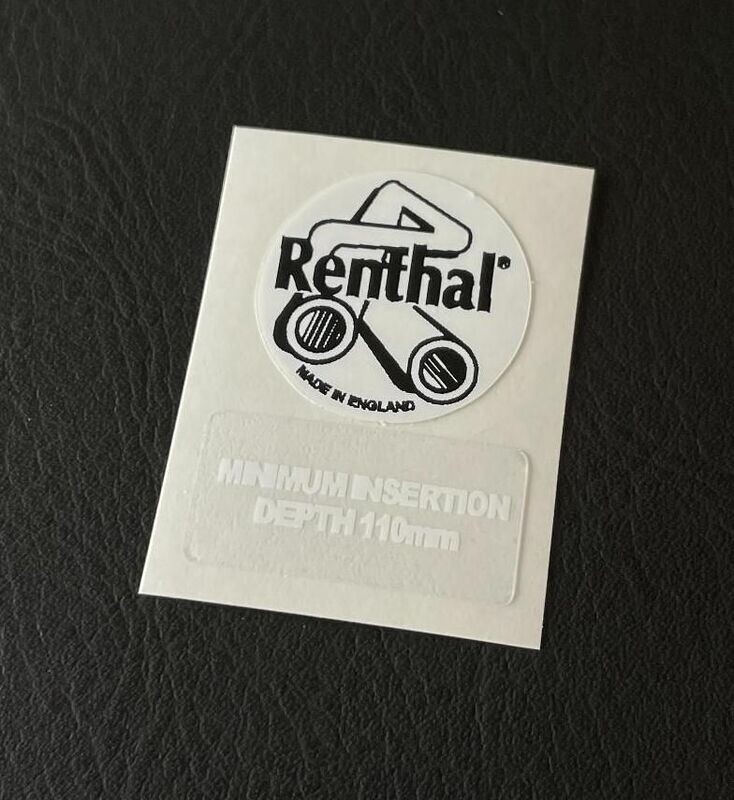 Renthal®
MADE IN ENGLAND
MINIMUM INSERTION
DEPTH 110mm